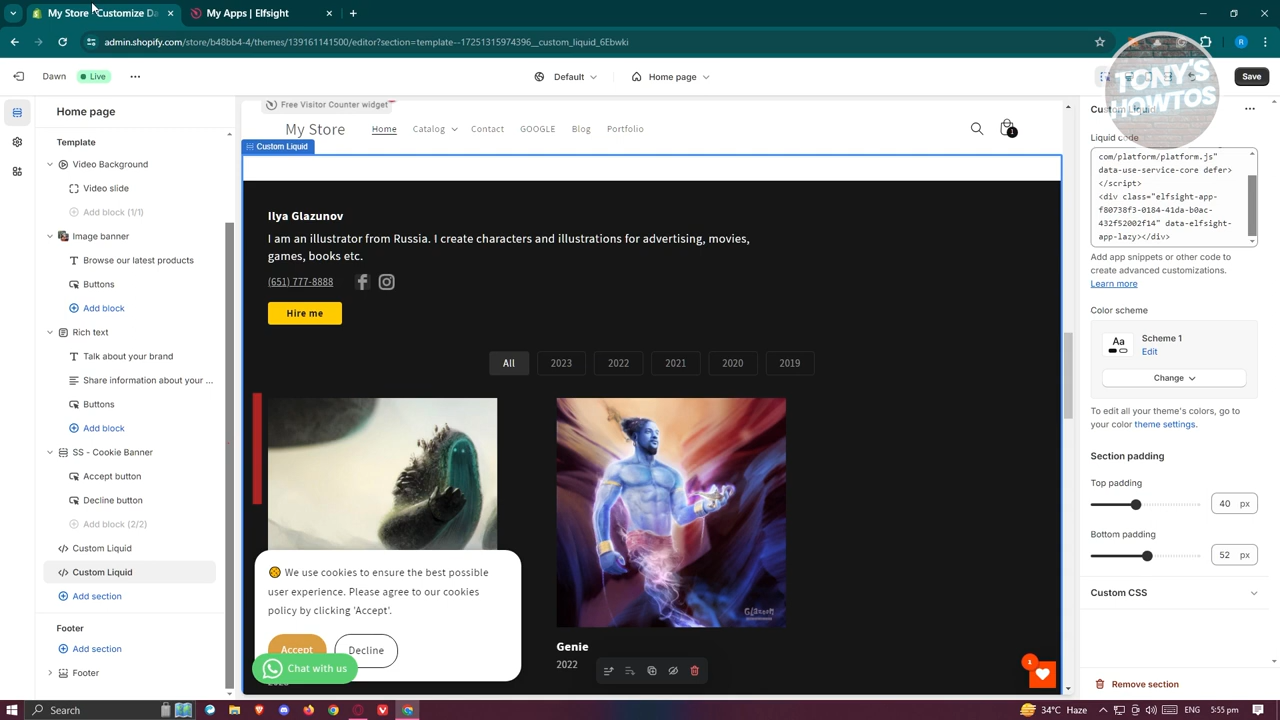 My Store · Customize Da
My Apps | Elfsight
admin.shopify.com/store/b48bb4-4/themes/139161141500/editor?section=template--17251315974396__custom_liquid_6Ebwki
R
Dawn
Live
Default
Home page
Save
TONY'S
HOWTOS
Home page
Template
Video Background
Video slide
Add block (1/1)
Image banner
Browse our latest products
Buttons
Add block
Rich text
Talk about your brand
Share information about your ...
Buttons
Add block
SS - Cookie Banner
Accept button
Decline button
Add block (2/2)
Custom Liquid
Custom Liquid
Add section
Footer
Add section
Footer
Free Visitor Counter widget
My Store
Home
Catalog
Contact
GOOGLE
Blog
Portfolio
1
Custom Liquid
Ilya Glazunov
I am an illustrator from Russia. I create characters and illustrations for advertising, movies,
games, books etc.
(651) 777-8888
Hire me
All
2023
2022
2021
2020
2019
Genie
2022
We use cookies to ensure the best possible
user experience. Please agree to our cookies
policy by clicking 'Accept'.
Accept
Decline
Chat with us
1
Custom Liquid
Liquid code
com/platform/platform.js"
data-use-service-core defer>
</script>
<div class="elfsight-app-
f80738f3-0184-41da-b0ac-
432f52002f14" data-elfsight-
app-lazy></div>
Add app snippets or other code to
create advanced customizations.
Learn more
Color scheme
Aa
Scheme 1
Edit
Change
To edit all your theme's colors, go to
your color theme settings.
Section padding
Top padding
40 px
Bottom padding
52 px
Custom CSS
Remove section
Search
34°C Haze
ENG
5:55 pm